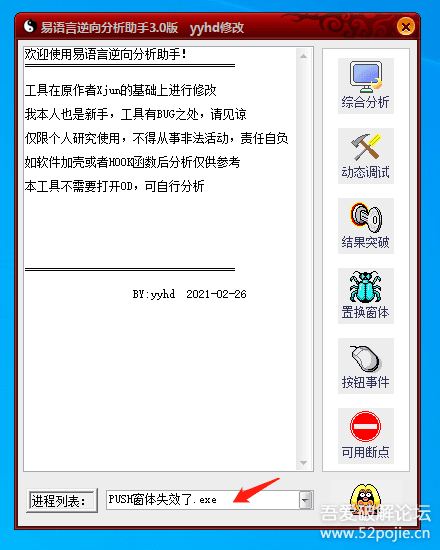 易语言逆向分析助手3.0版 yyhd修改
欢迎使用易语言逆向分析助手!
工具在原作者Xjun的基础上进行修改
我本人也是新手，工具有BUG之处，请见谅
仅限个人研究使用，不得从事非法活动，责任自负
如软件加壳或者HOOK函数后分析仅供参考
本工具不需要打开OD，可自行分析
BY:yyhd 2021-02-26
综合分析
动态调试
结果突破
置换窗体
按钮事件
可用断点
进程列表:
PUSH窗体失效了.exe
吾爱破解论坛
www.52pojie.cn